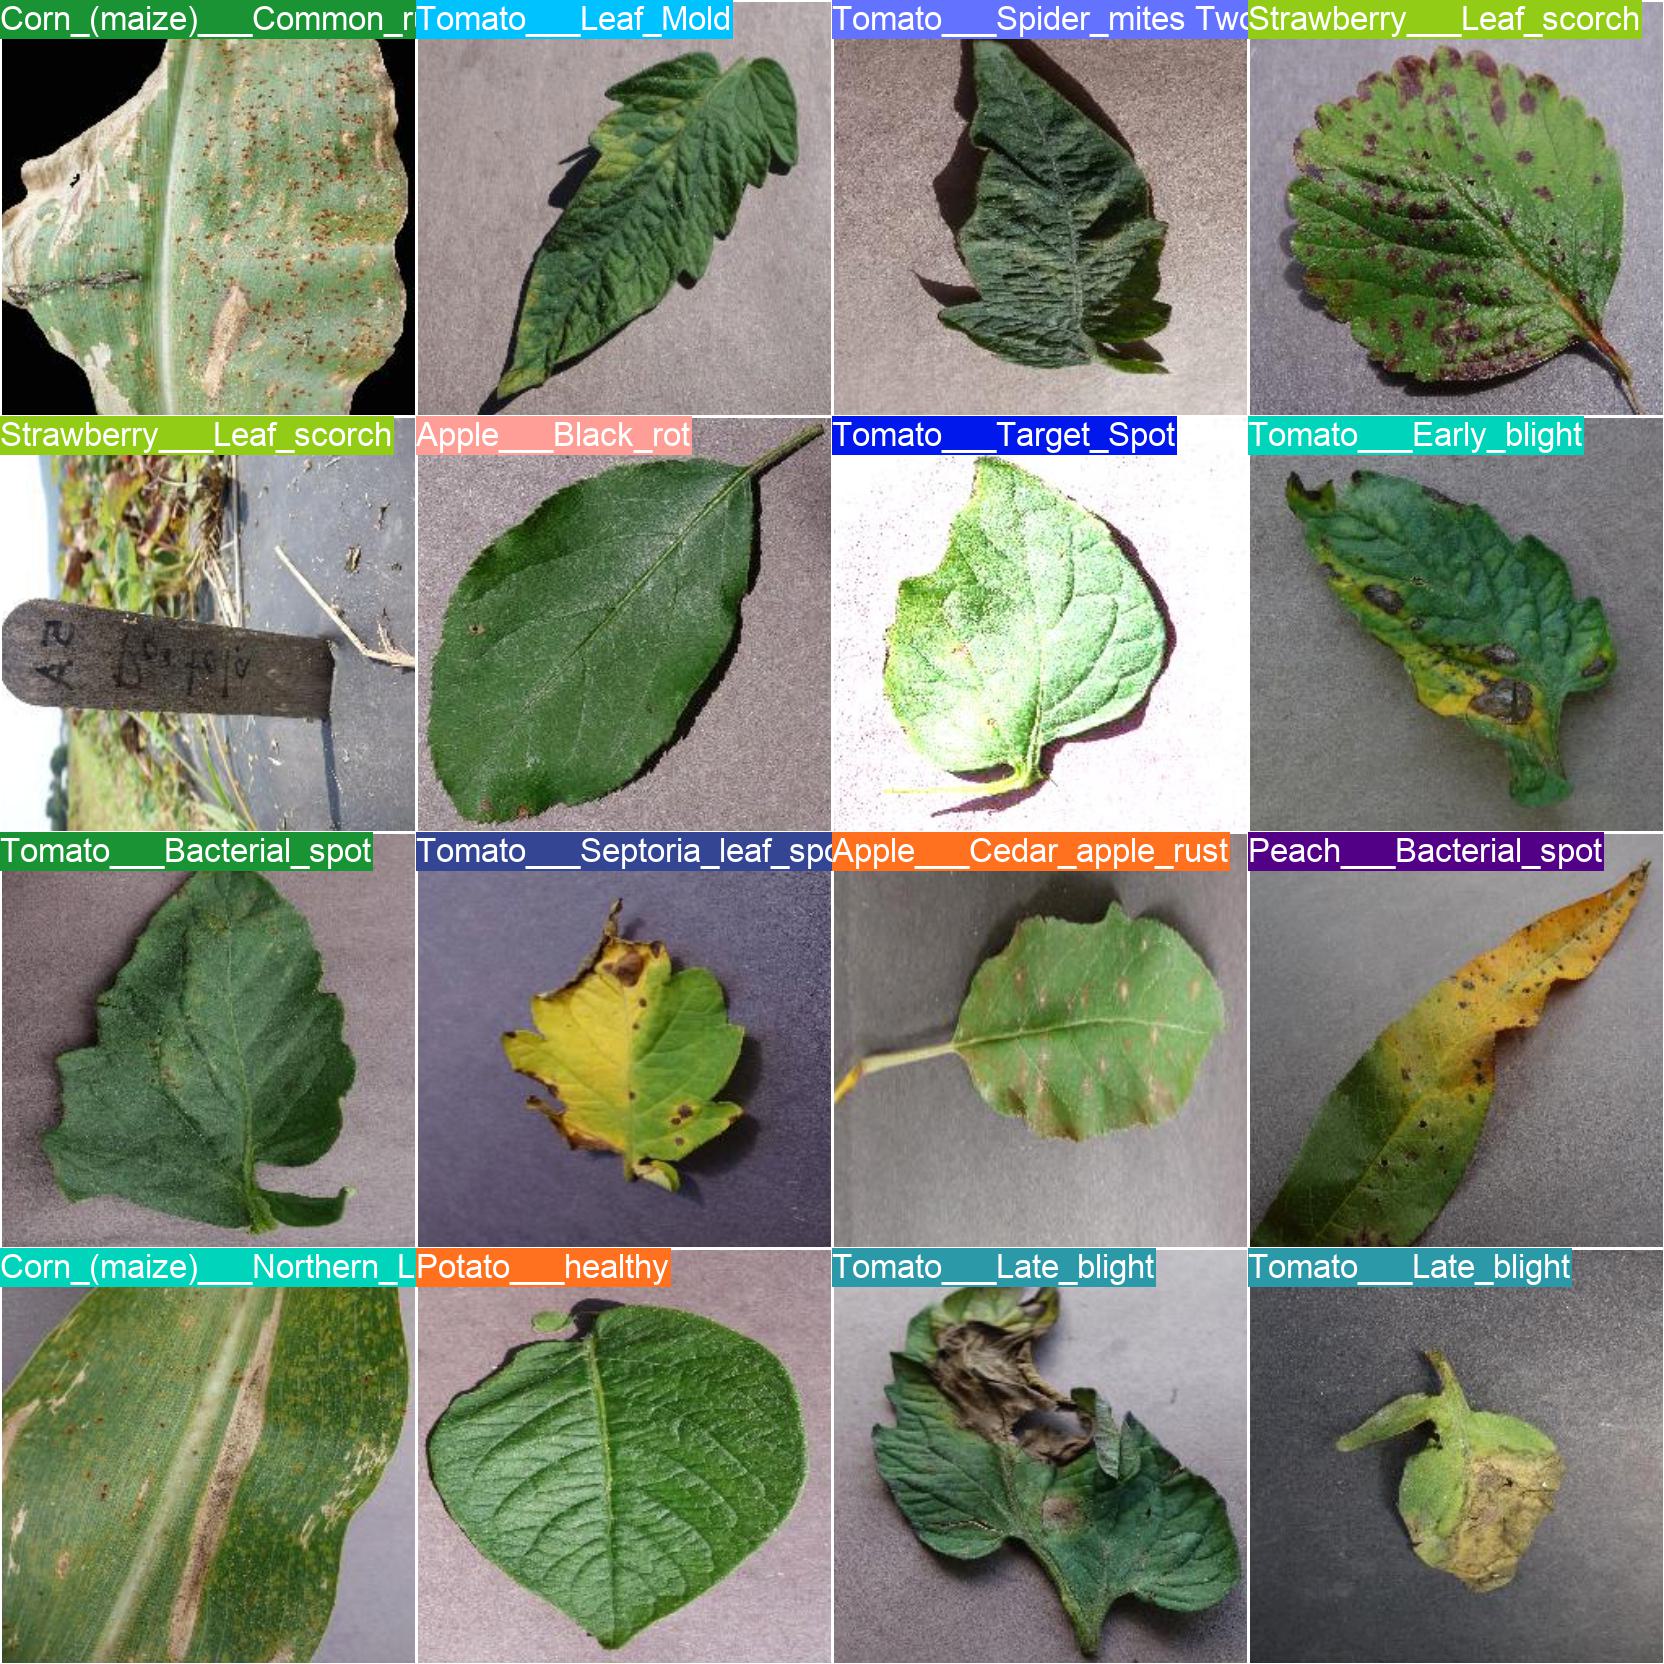 Corn_(maize)___Common_r
Tomato___Leaf_Mold
Tomato___Spider_mites Two
Strawberry___Leaf_scorch
Strawberry___Leaf_scorch
Apple___Black_rot
Tomato___Target_Spot
Tomato___Early_blight
Tomato___Bacterial_spot
Tomato___Septoria_leaf_spo
Apple___Cedar_apple_rust
Peach___Bacterial_spot
Corn_(maize)___Northern_L
Potato___healthy
Tomato___Late_blight
Tomato___Late_blight